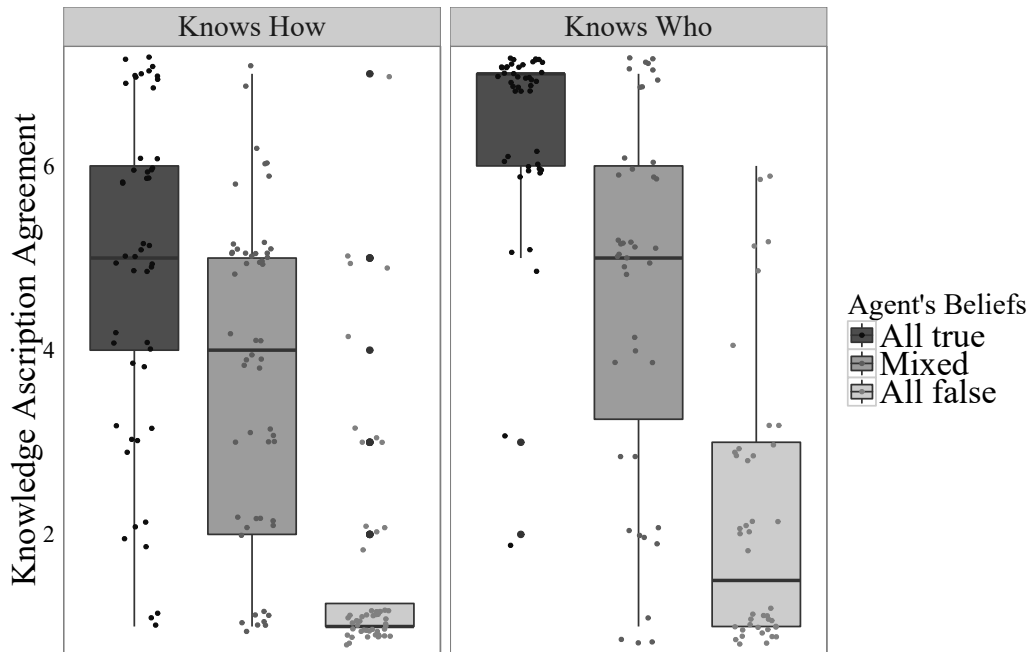 Knows How
Knows Who
Knowledge Ascription Agreement
6
4
2
Agent's Beliefs
All true
Mixed
All false